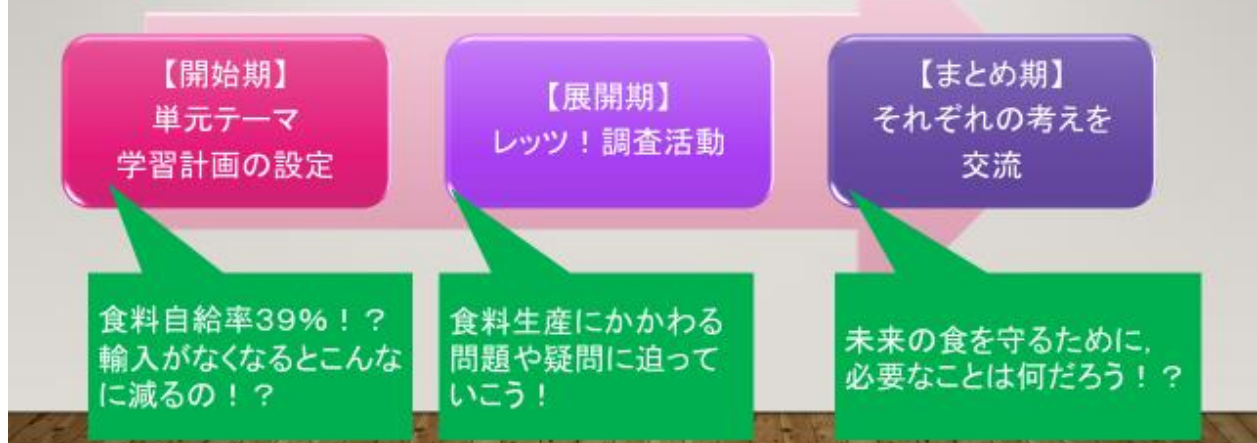 【開始期】
単元テーマ
学習計画の設定
【展開期】
レッツ！調査活動
【まとめ期】
それぞれの考えを
交流
食料自給率39%！？
輸入がなくなるとこんな
に減るの！？
食料生産にかかわる
問題や疑問に迫って
いこう！
未来の食を守るために,
必要なことは何だろう！？